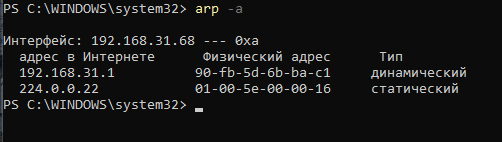 PS C:\WINDOWS\system32> arp -a
Интерфейс: 192.168.31.68 --- 0xa
адрес в Интернете Физический адрес Тип
192.168.31.1 90-fb-5d-6b-ba-c1 динамический
224.0.0.22 01-00-5e-00-00-16 статический
PS C:\WINDOWS\system32>